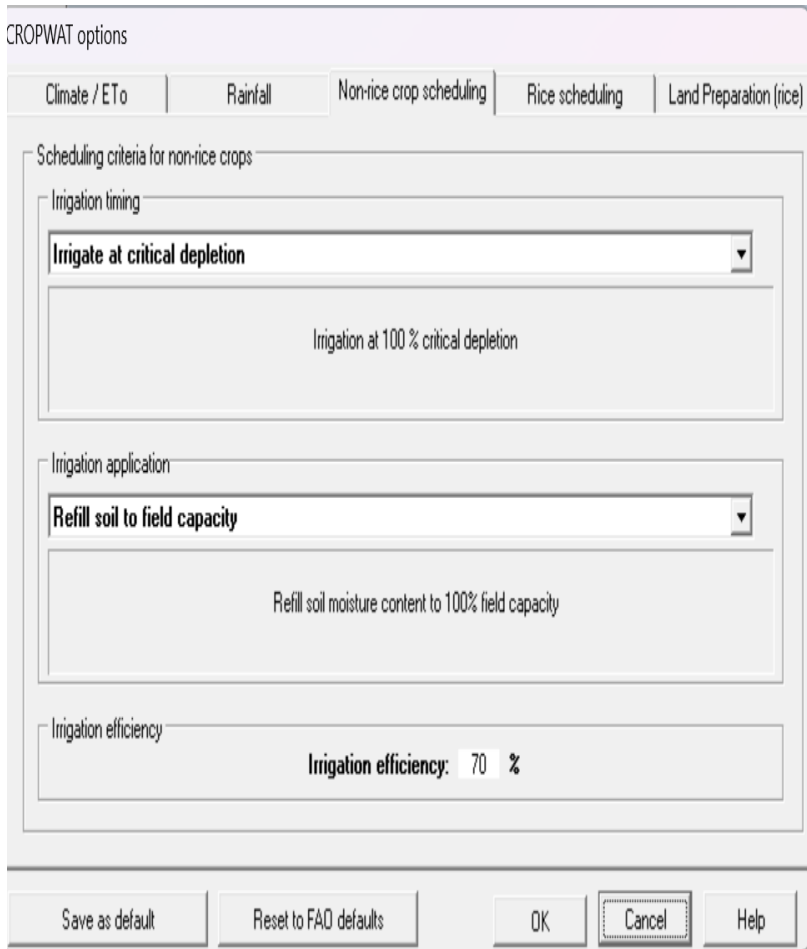 CROPWAT options
Climate / ETo Rainfall Non-rice crop scheduling Rice scheduling Land Preparation (rice)
Scheduling criteria for non-rice crops
Irrigation timing
Irrigate at critical depletion
Irrigation at 100 % critical depletion
Irrigation application
Refill soil to field capacity
Refill soil moisture content to 100% field capacity
Irrigation efficiency
Irrigation efficiency: 70 %
Save as default Reset to FAO defaults OK Cancel Help